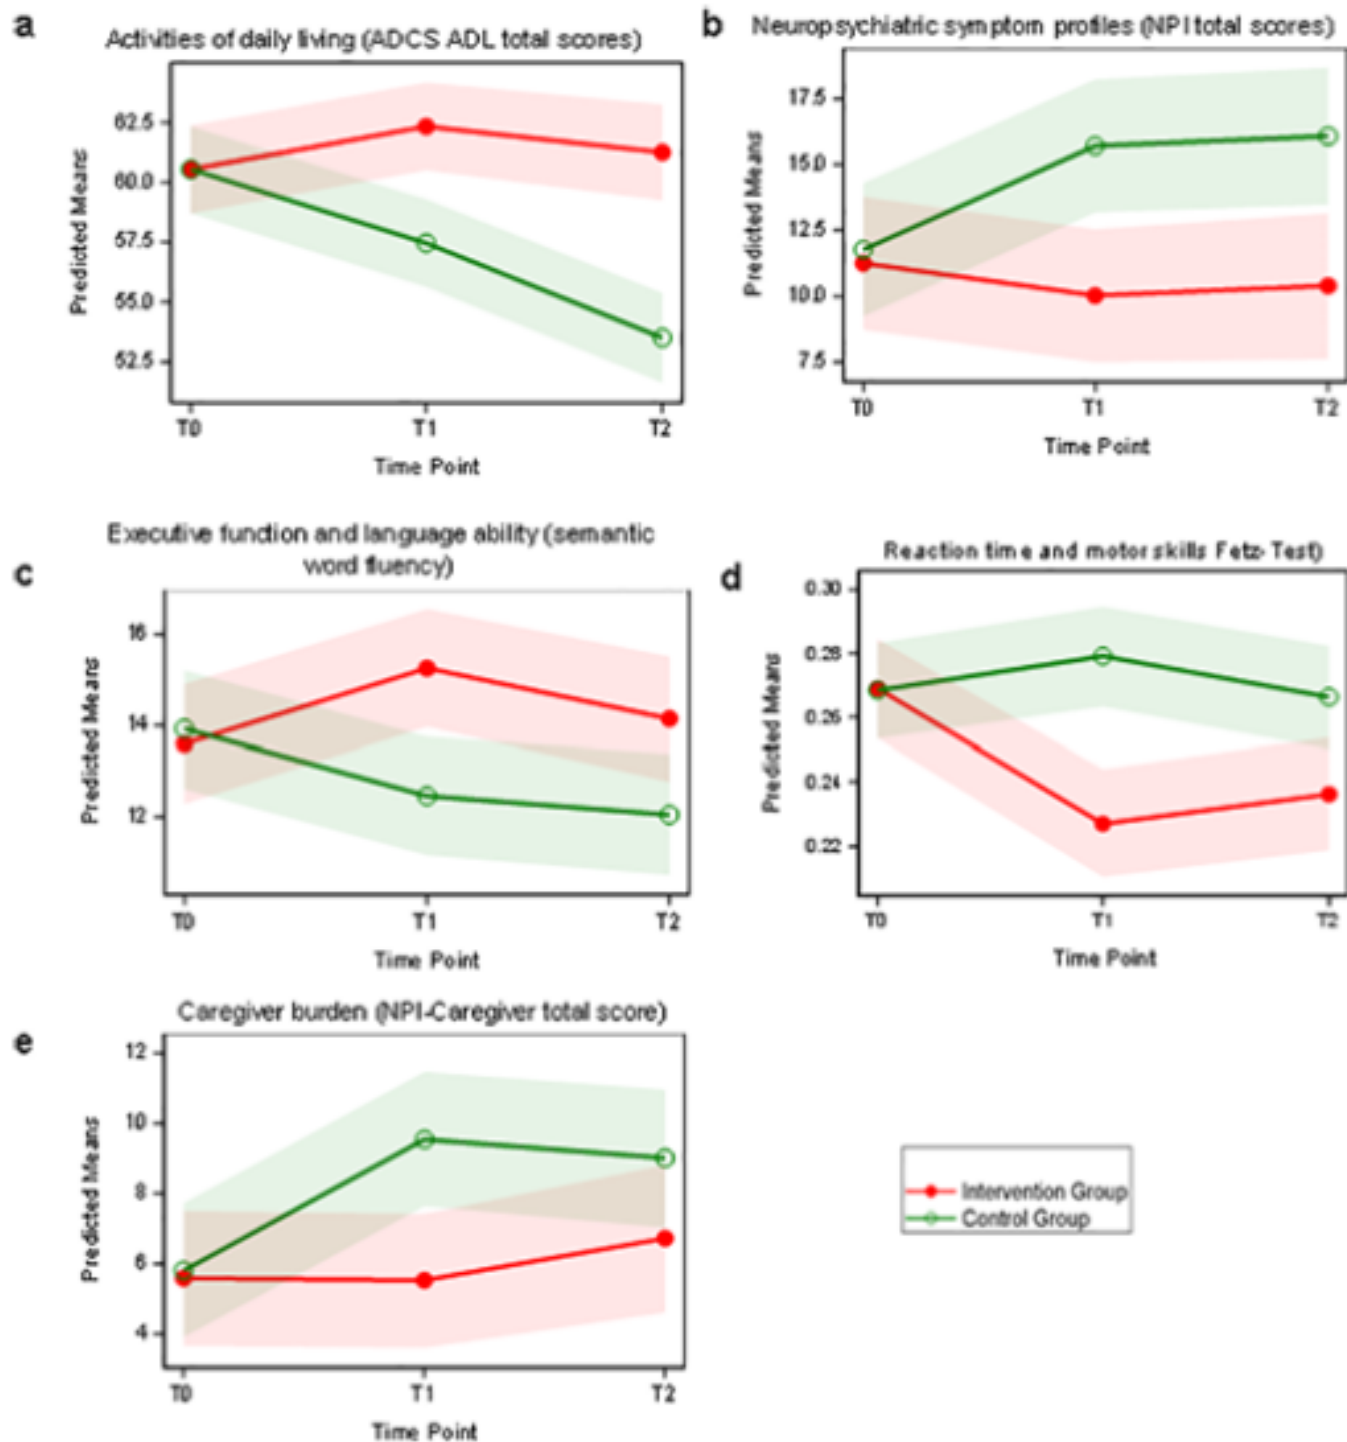 a
Activities of daily living (ADCS ADL total scores)
62.5
60.0
57.5
55.0
52.5
Predicted Means
T0 T1 T2
Time Point
b
Neuropsychiatric symptom profiles (NPI total scores)
17.5
15.0
12.5
10.0
7.5
Predicted Means
T0 T1 T2
Time Point
c
Executive function and language ability (semantic
word fluency)
16
14
12
Predicted Means
T0 T1 T2
Time Point
d
Reaction time and motor skills Fetz-Test)
0.30
0.28
0.26
0.24
0.22
Predicted Means
T0 T1 T2
Time Point
e
Caregiver burden (NPI-Caregiver total score)
12
10
8
6
4
Predicted Means
T0 T1 T2
Time Point
Intervention Group
Control Group